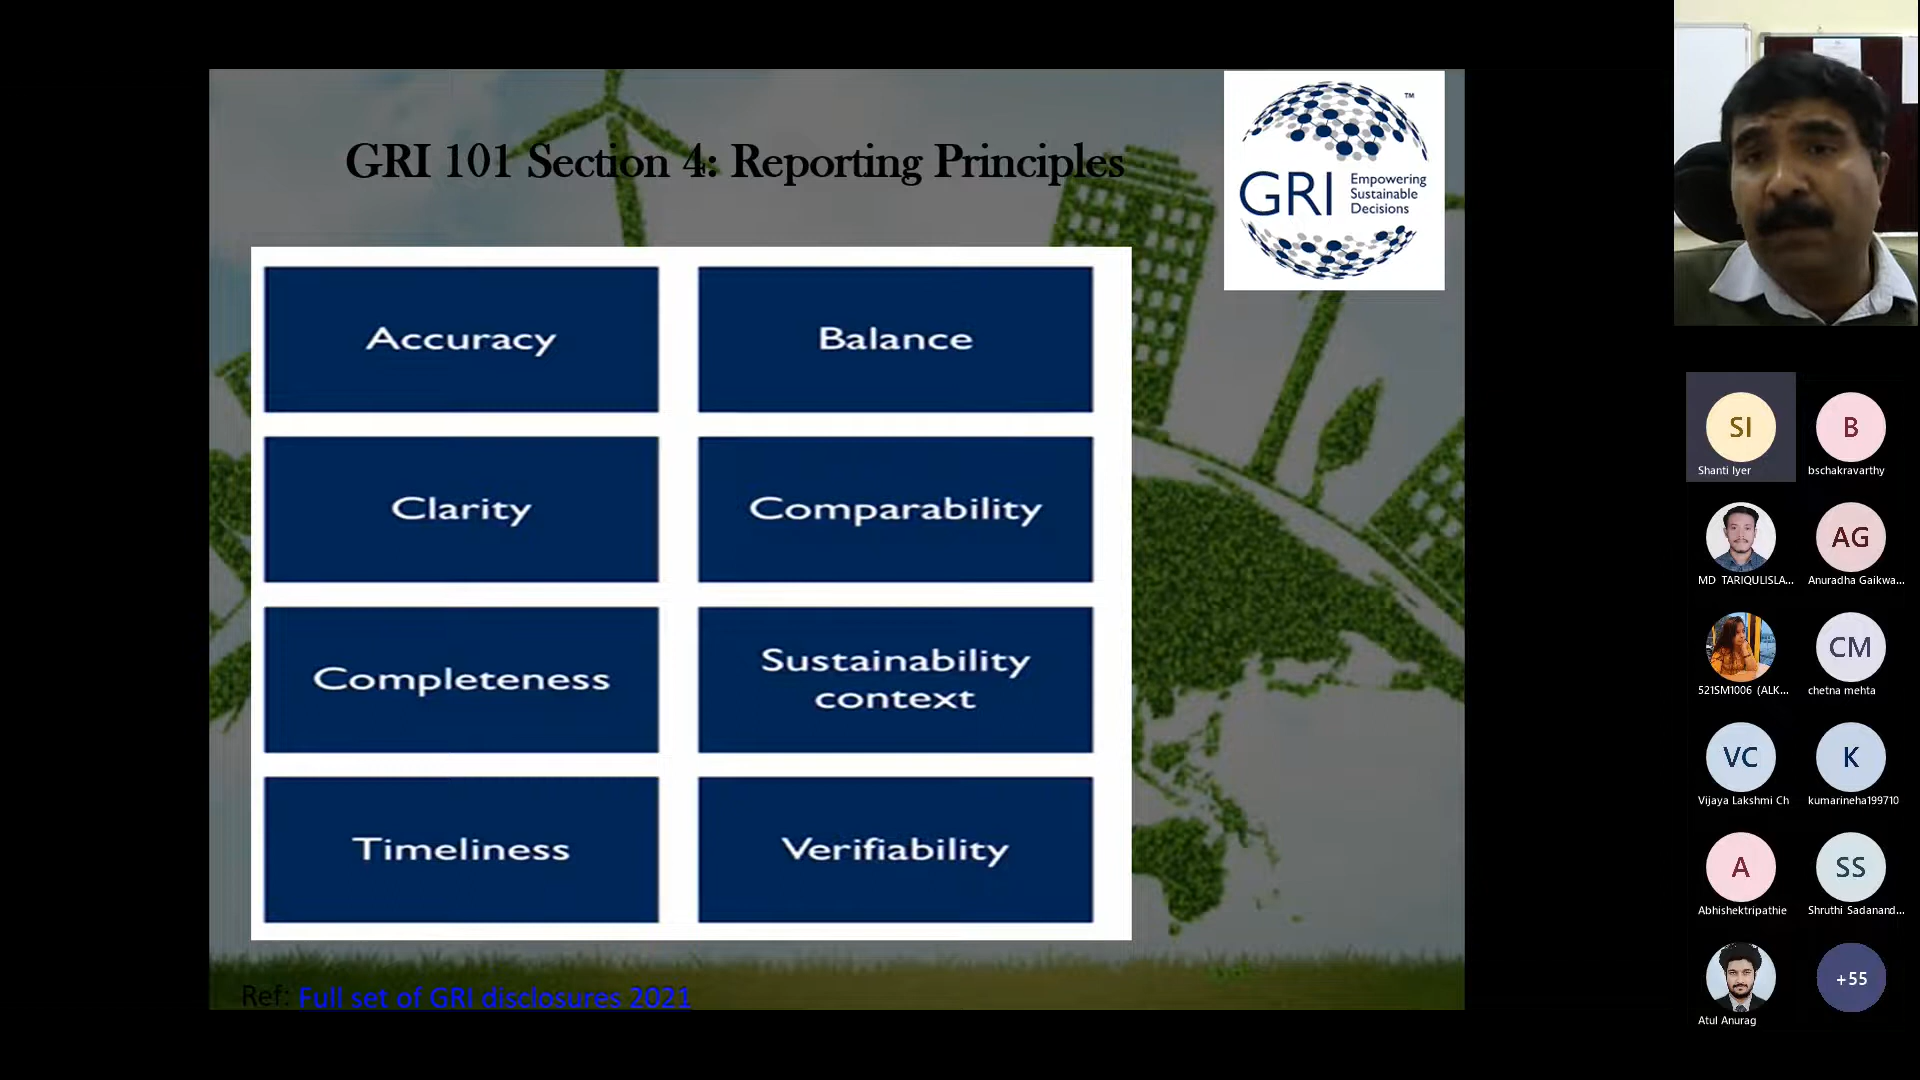 GRI 101 Section 4: Reporting Principles
TM
GRI
Empowering
Sustainable
Decisions
Accuracy
Balance
Clarity
Comparability
Completeness
Sustainability
context
Timeliness
Verifiability
Ref: Full set of GRI disclosures 2021
SI
Shanti Iyer
B
bschakravarthy
MD TARIQULISLA...
AG
Anuradha Gaikwa...
521SM1006 (ALK...
CM
chetna mehta
VC
Vijaya Lakshmi Ch
K
kumarineha199710
A
Abhishektripathie
SS
Shruthi Sadanand...
Atul Anurag
+55